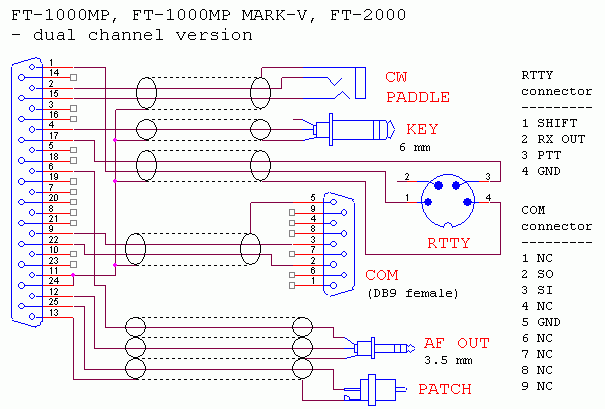 FT-1000MP, FT-1000MP MARK-V, FT-2000
- dual channel version
1
14
2
15
3
16
4
17
5
18
6
19
7
20
8
21
9
22
10
23
11
24
12
25
13
CW
PADDLE
KEY
6 mm
2
3
1
4
RTTY
5
9
4
8
3
7
2
6
1
COM
(DB9 female)
AF OUT
3.5 mm
PATCH
RTTY
connector
---------
1 SHIFT
2 RX OUT
3 PTT
4 GND
COM
connector
---------
1 NC
2 SO
3 SI
4 NC
5 GND
6 NC
7 NC
8 NC
9 NC